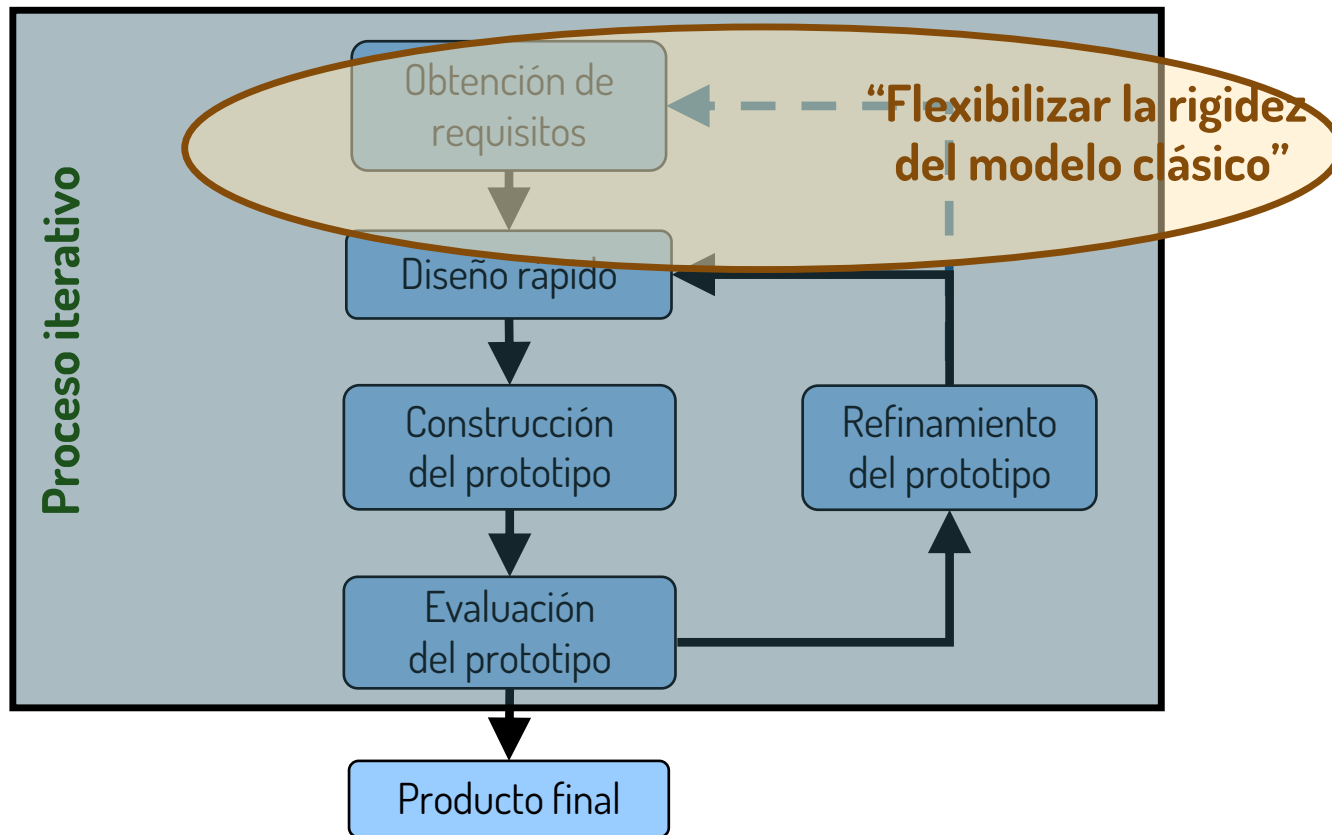 Obtención de
requisitos
“Flexibilizar la rigidez
del modelo clásico”
Proceso iterativo
Diseño rápido
Construcción
del prototipo
Refinamiento
del prototipo
Evaluación
del prototipo
Producto final